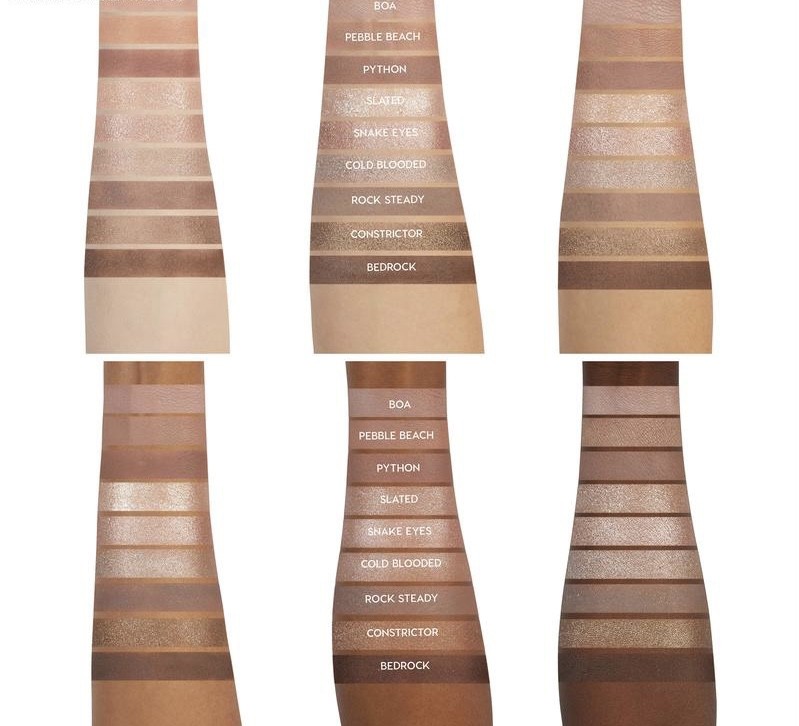 BOA
PEBBLE BEACH
PYTHON
SLATED
SNAKE EYES
COLD BLOODED
ROCK STEADY
CONSTRICTOR
BEDROCK
BOA
PEBBLE BEACH
PYTHON
SLATED
SNAKE EYES
COLD BLOODED
ROCK STEADY
CONSTRICTOR
BEDROCK